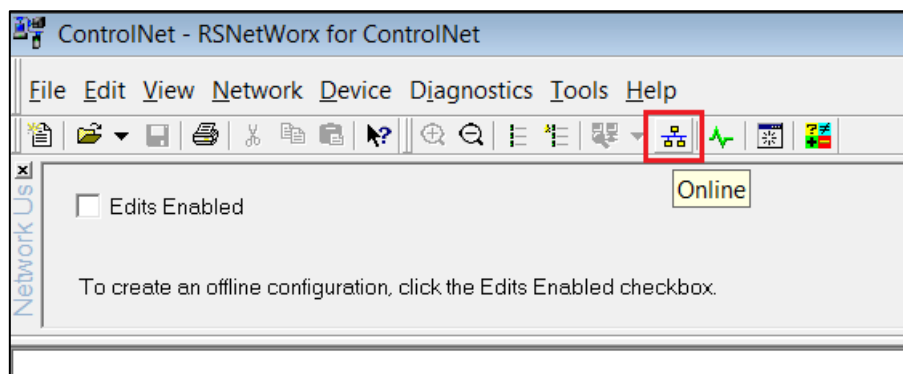 ControlNet - RSNetWorx for ControlNet
File Edit View Network Device Diagnostics Tools Help
Online
Network Us
Edits Enabled
To create an offline configuration, click the Edits Enabled checkbox.